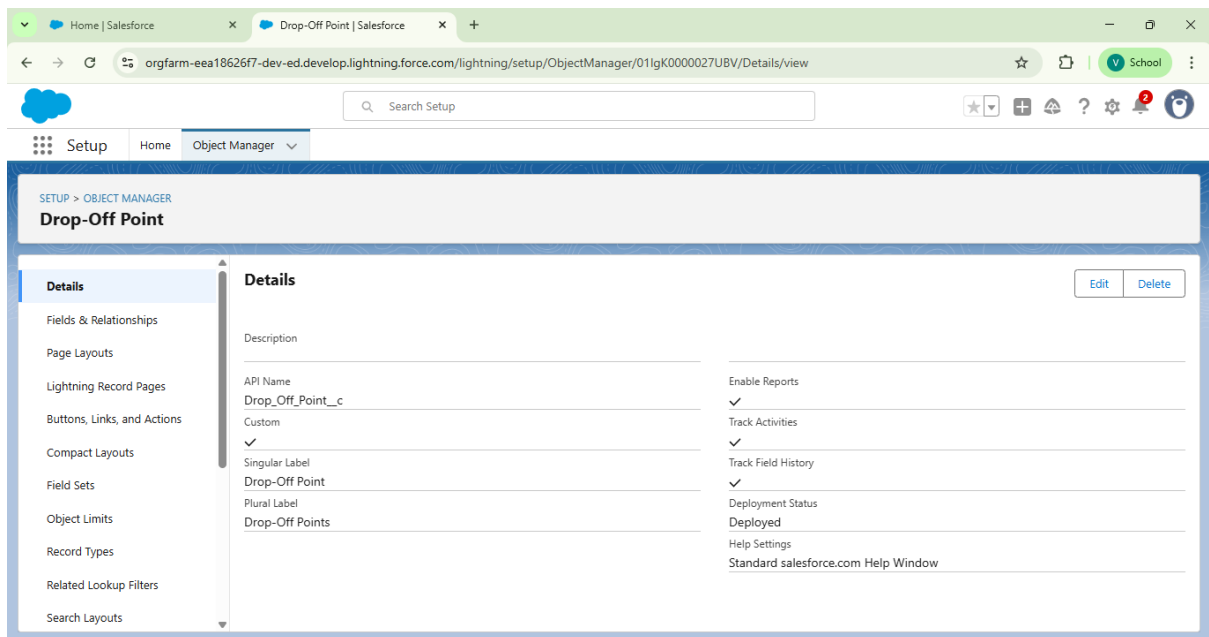 Home | Salesforce
Drop-Off Point | Salesforce
orgfarm-eea18626f7-dev-ed.develop.lightning.force.com/lightning/setup/ObjectManager/01IgK0000027UBV/Details/view
V School
Search Setup
2
Setup Home Object Manager
SETUP > OBJECT MANAGER
Drop-Off Point
Details
Fields & Relationships
Page Layouts
Lightning Record Pages
Buttons, Links, and Actions
Compact Layouts
Field Sets
Object Limits
Record Types
Related Lookup Filters
Search Layouts
Details
Edit Delete
Description
API Name
Drop_Off_Point__c
Custom
Singular Label
Drop-Off Point
Plural Label
Drop-Off Points
Enable Reports
Track Activities
Track Field History
Deployment Status
Deployed
Help Settings
Standard salesforce.com Help Window